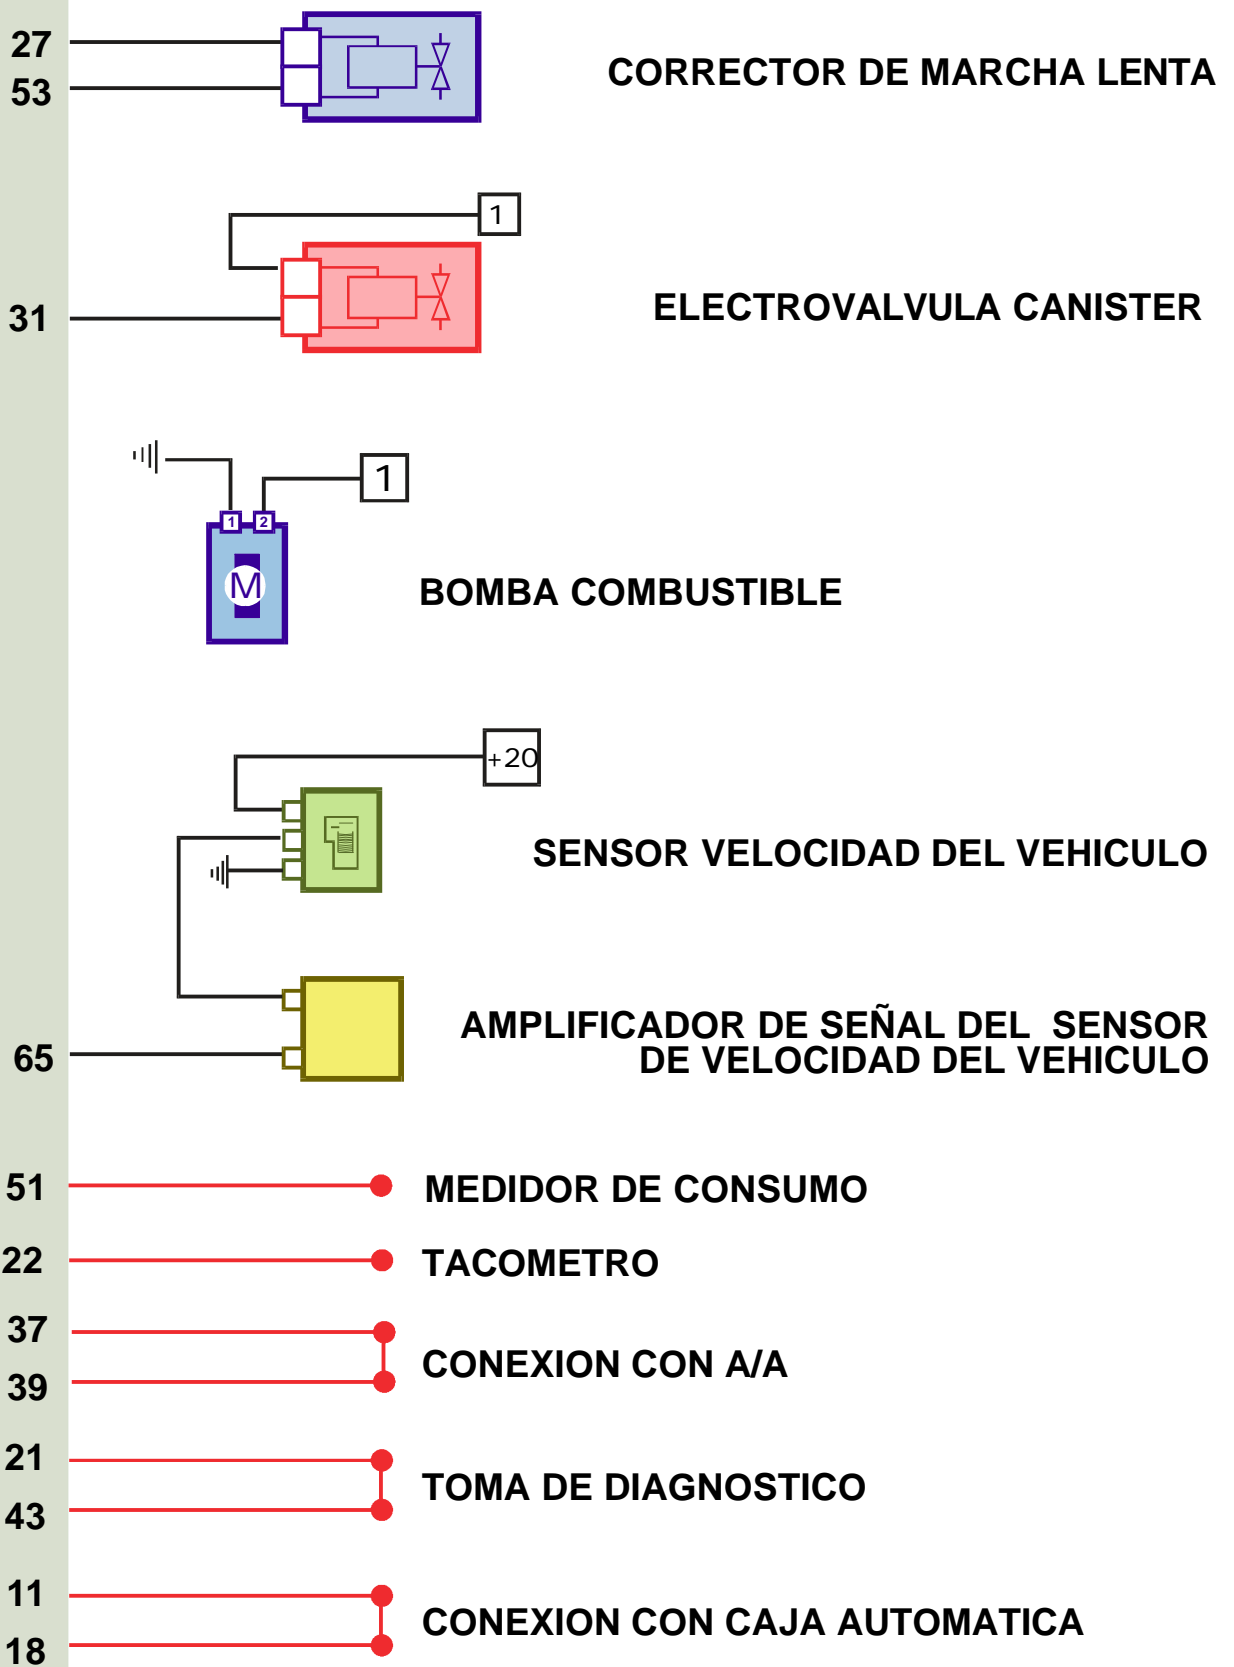 27
53
CORRECTOR DE MARCHA LENTA
1
31
ELECTROVALVULA CANISTER
1
1 2
M
BOMBA COMBUSTIBLE
+20
SENSOR VELOCIDAD DEL VEHICULO
AMPLIFICADOR DE SEÑAL DEL SENSOR
65 DE VELOCIDAD DEL VEHICULO
51 MEDIDOR DE CONSUMO
22 TACOMETRO
37
CONEXION CON A/A
39
21
TOMA DE DIAGNOSTICO
43
11
CONEXION CON CAJA AUTOMATICA
18